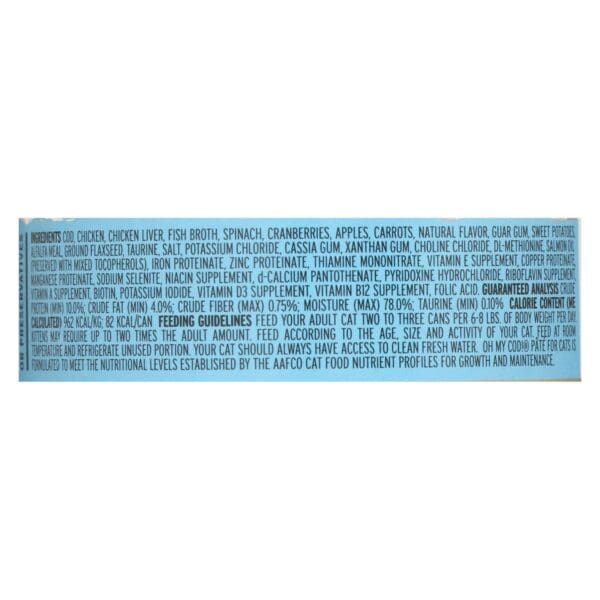 OR PRESERVATIVES
INGREDIENTS COD, CHICKEN, CHICKEN LIVER, FISH BROTH, SPINACH, CRANBERRIES, APPLES, CARROTS, NATURAL FLAVOR, GUAR GUM, SWEET POTATOES,
ALFALFA MEAL, GROUND FLAXSEED, TAURINE, SALT, POTASSIUM CHLORIDE, CASSIA GUM, XANTHAN GUM, CHOLINE CHLORIDE, DL-METHIONINE, SALMON OIL
(PRESERVED WITH MIXED TOCOPHEROLS), IRON PROTEINATE, ZINC PROTEINATE, THIAMINE MONONITRATE, VITAMIN E SUPPLEMENT, COPPER PROTEINATE,
MANGANESE PROTEINATE, SODIUM SELENITE, NIACIN SUPPLEMENT, d-CALCIUM PANTOTHENATE, PYRIDOXINE HYDROCHLORIDE, RIBOFLAVIN SUPPLEMENT,
VITAMIN A SUPPLEMENT, BIOTIN, POTASSIUM IODIDE, VITAMIN D3 SUPPLEMENT, VITAMIN B12 SUPPLEMENT, FOLIC ACID. GUARANTEED ANALYSIS CRUDE
PROTEIN (MIN) 10.0%; CRUDE FAT (MIN) 4.0%; CRUDE FIBER (MAX) 0.75%; MOISTURE (MAX) 78.0%; TAURINE (MIN) 0.10% CALORIE CONTENT (ME
CALCULATED) 962 KCAL/KG; 82 KCAL/CAN FEEDING GUIDELINES FEED YOUR ADULT CAT TWO TO THREE CANS PER 6-8 LBS. OF BODY WEIGHT PER DAY.
KITTENS MAY REQUIRE UP TO TWO TIMES THE ADULT AMOUNT. FEED ACCORDING TO THE AGE, SIZE AND ACTIVITY OF YOUR CAT. FEED AT ROOM
TEMPERATURE AND REFRIGERATE UNUSED PORTION. YOUR CAT SHOULD ALWAYS HAVE ACCESS TO CLEAN FRESH WATER. OH MY COD!® PÂTÉ FOR CATS IS
FORMULATED TO MEET THE NUTRITIONAL LEVELS ESTABLISHED BY THE AAFCO CAT FOOD NUTRIENT PROFILES FOR GROWTH AND MAINTENANCE.